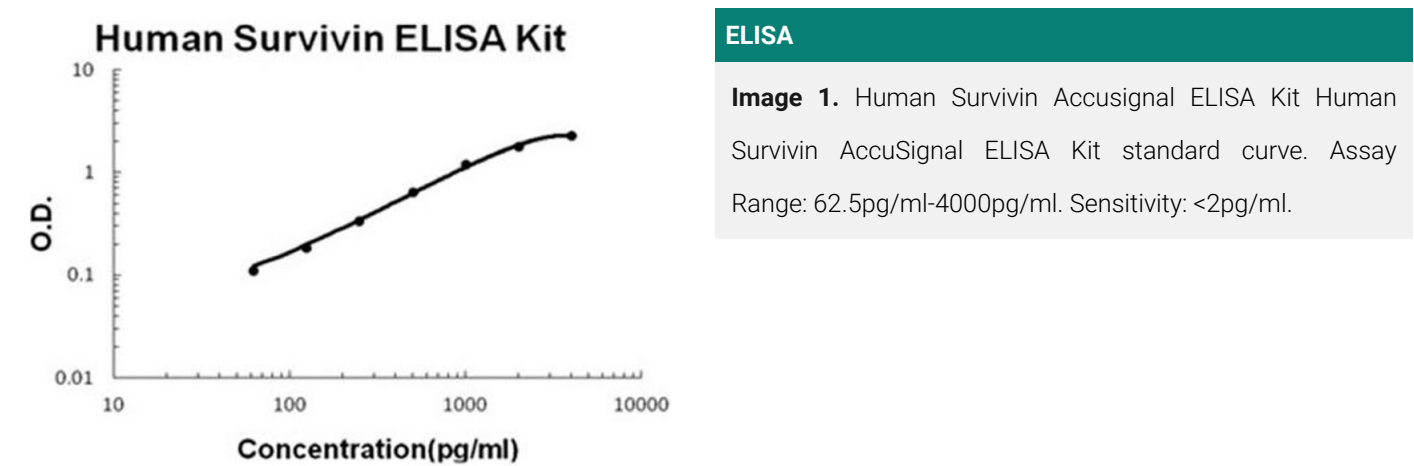 Human Survivin ELISA Kit
10
1
0.1
0.01
O.D.
10 100 1000 10000
Concentration(pg/ml)
ELISA
Image 1. Human Survivin Accusignal ELISA Kit Human
Survivin AccuSignal ELISA Kit standard curve. Assay
Range: 62.5pg/ml-4000pg/ml. Sensitivity: <2pg/ml.